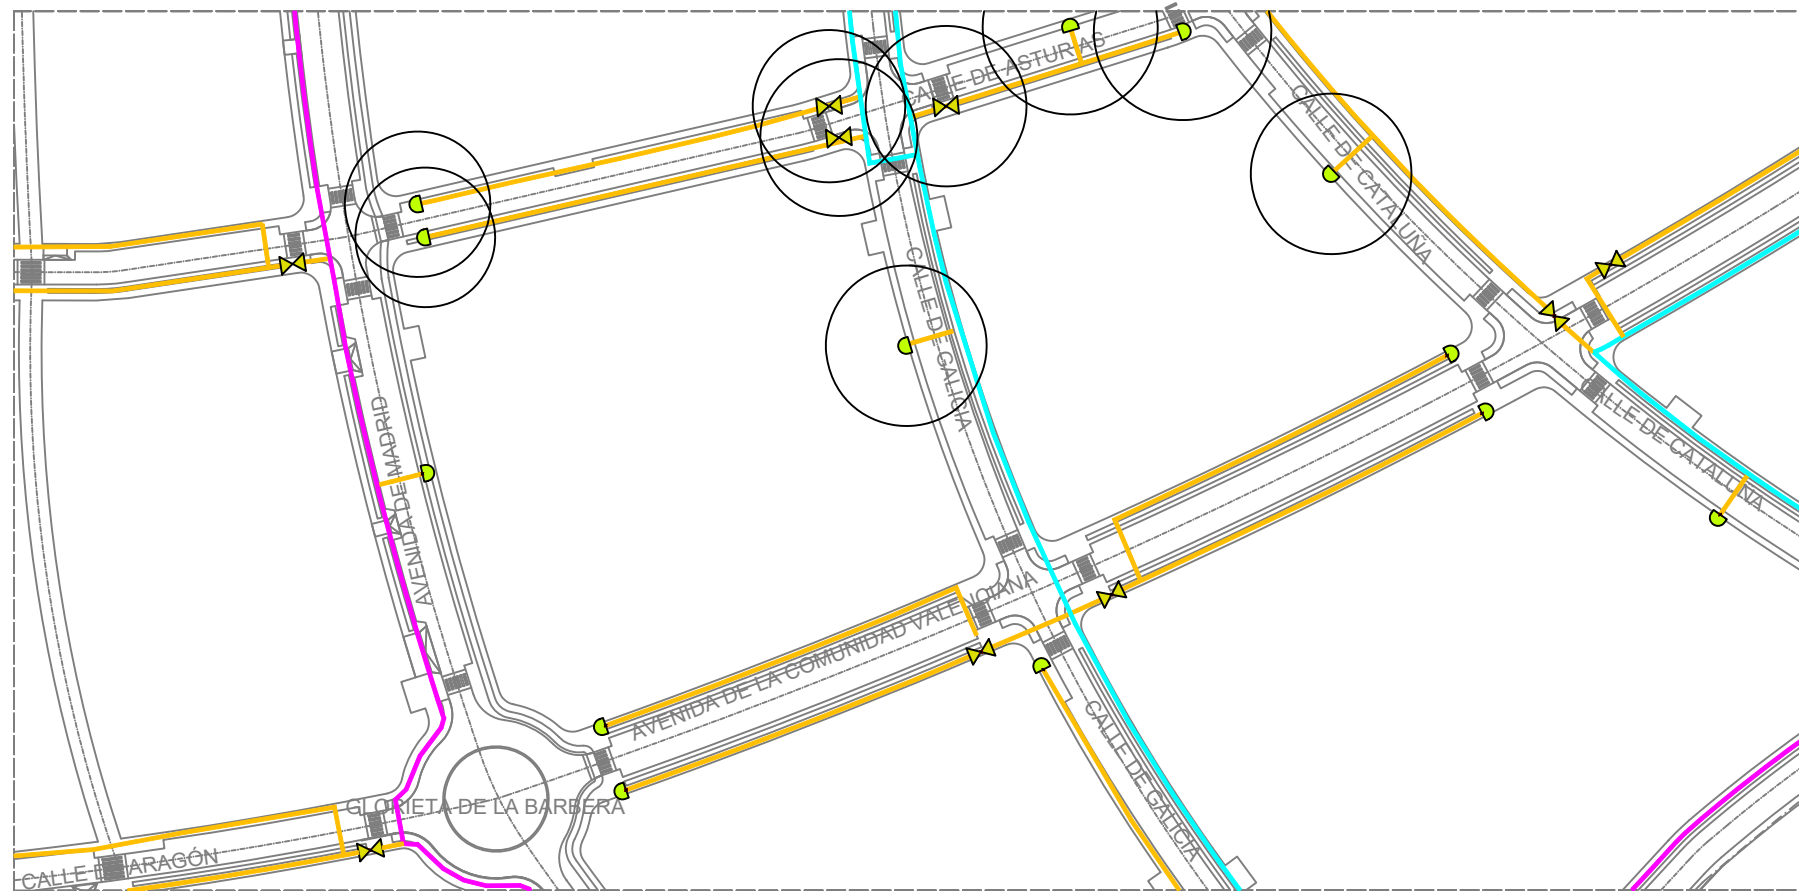 CALLE DE ASTURIAS
CALLE DE CATALUÑA
CALLE DE GALICIA
AVENIDA DE MADRID
CALLE DE CATALUÑA
AVENIDA DE LA COMUNIDAD VALENCIANA
CALLE DE GALICIA
GLORIETA DE LA BARBERA
CALLE DE ARAGÓN